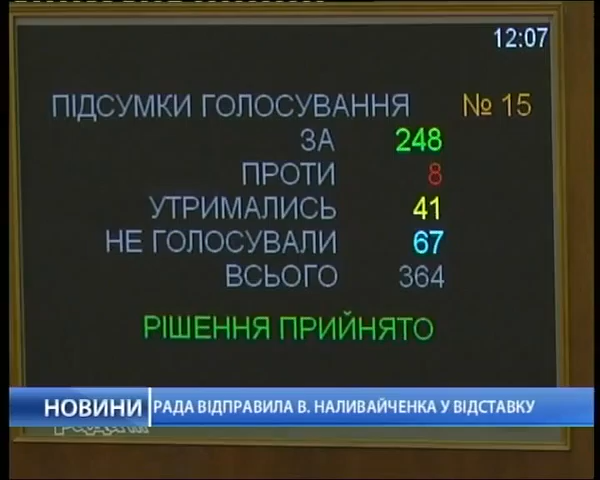 12:07
ПІДСУМКИ ГОЛОСУВАННЯ № 15
ЗА 248
ПРОТИ 8
УТРИМАЛИСЬ 41
НЕ ГОЛОСУВАЛИ 67
ВСЬОГО 364
РІШЕННЯ ПРИЙНЯТО
НОВИНИ РАДА ВІДПРАВИЛА В. НАЛИВАЙЧЕНКА У ВІДСТАВКУ